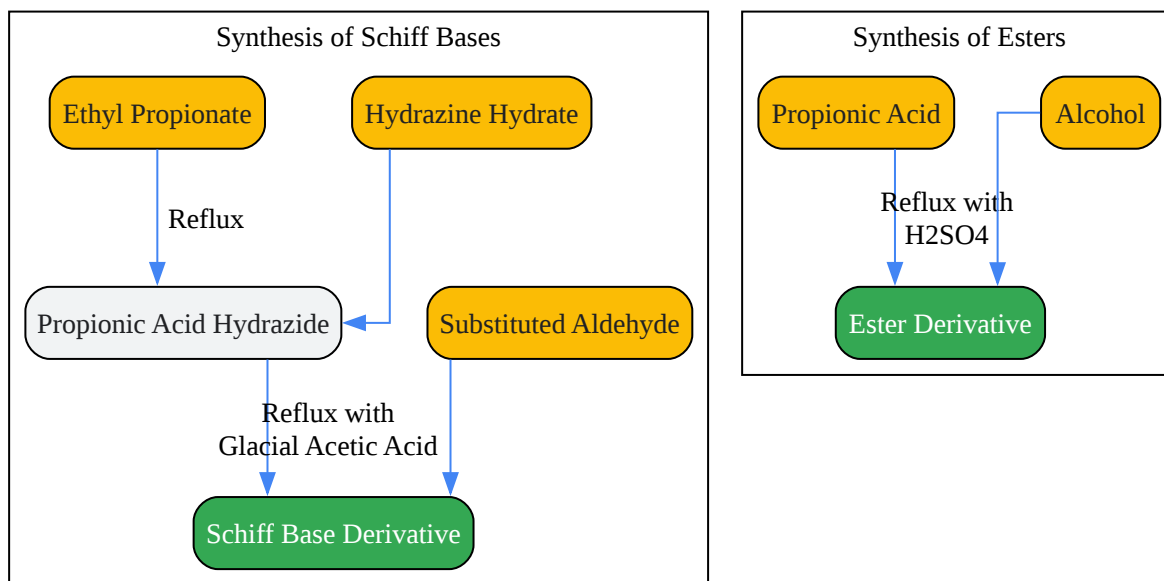 Synthesis of Schiff Bases
Ethyl Propionate
Hydrazine Hydrate
Reflux
Propionic Acid Hydrazide
Substituted Aldehyde
Reflux with
Glacial Acetic Acid
Schiff Base Derivative
Synthesis of Esters
Propionic Acid
Alcohol
Reflux with
H2SO4
Ester Derivative